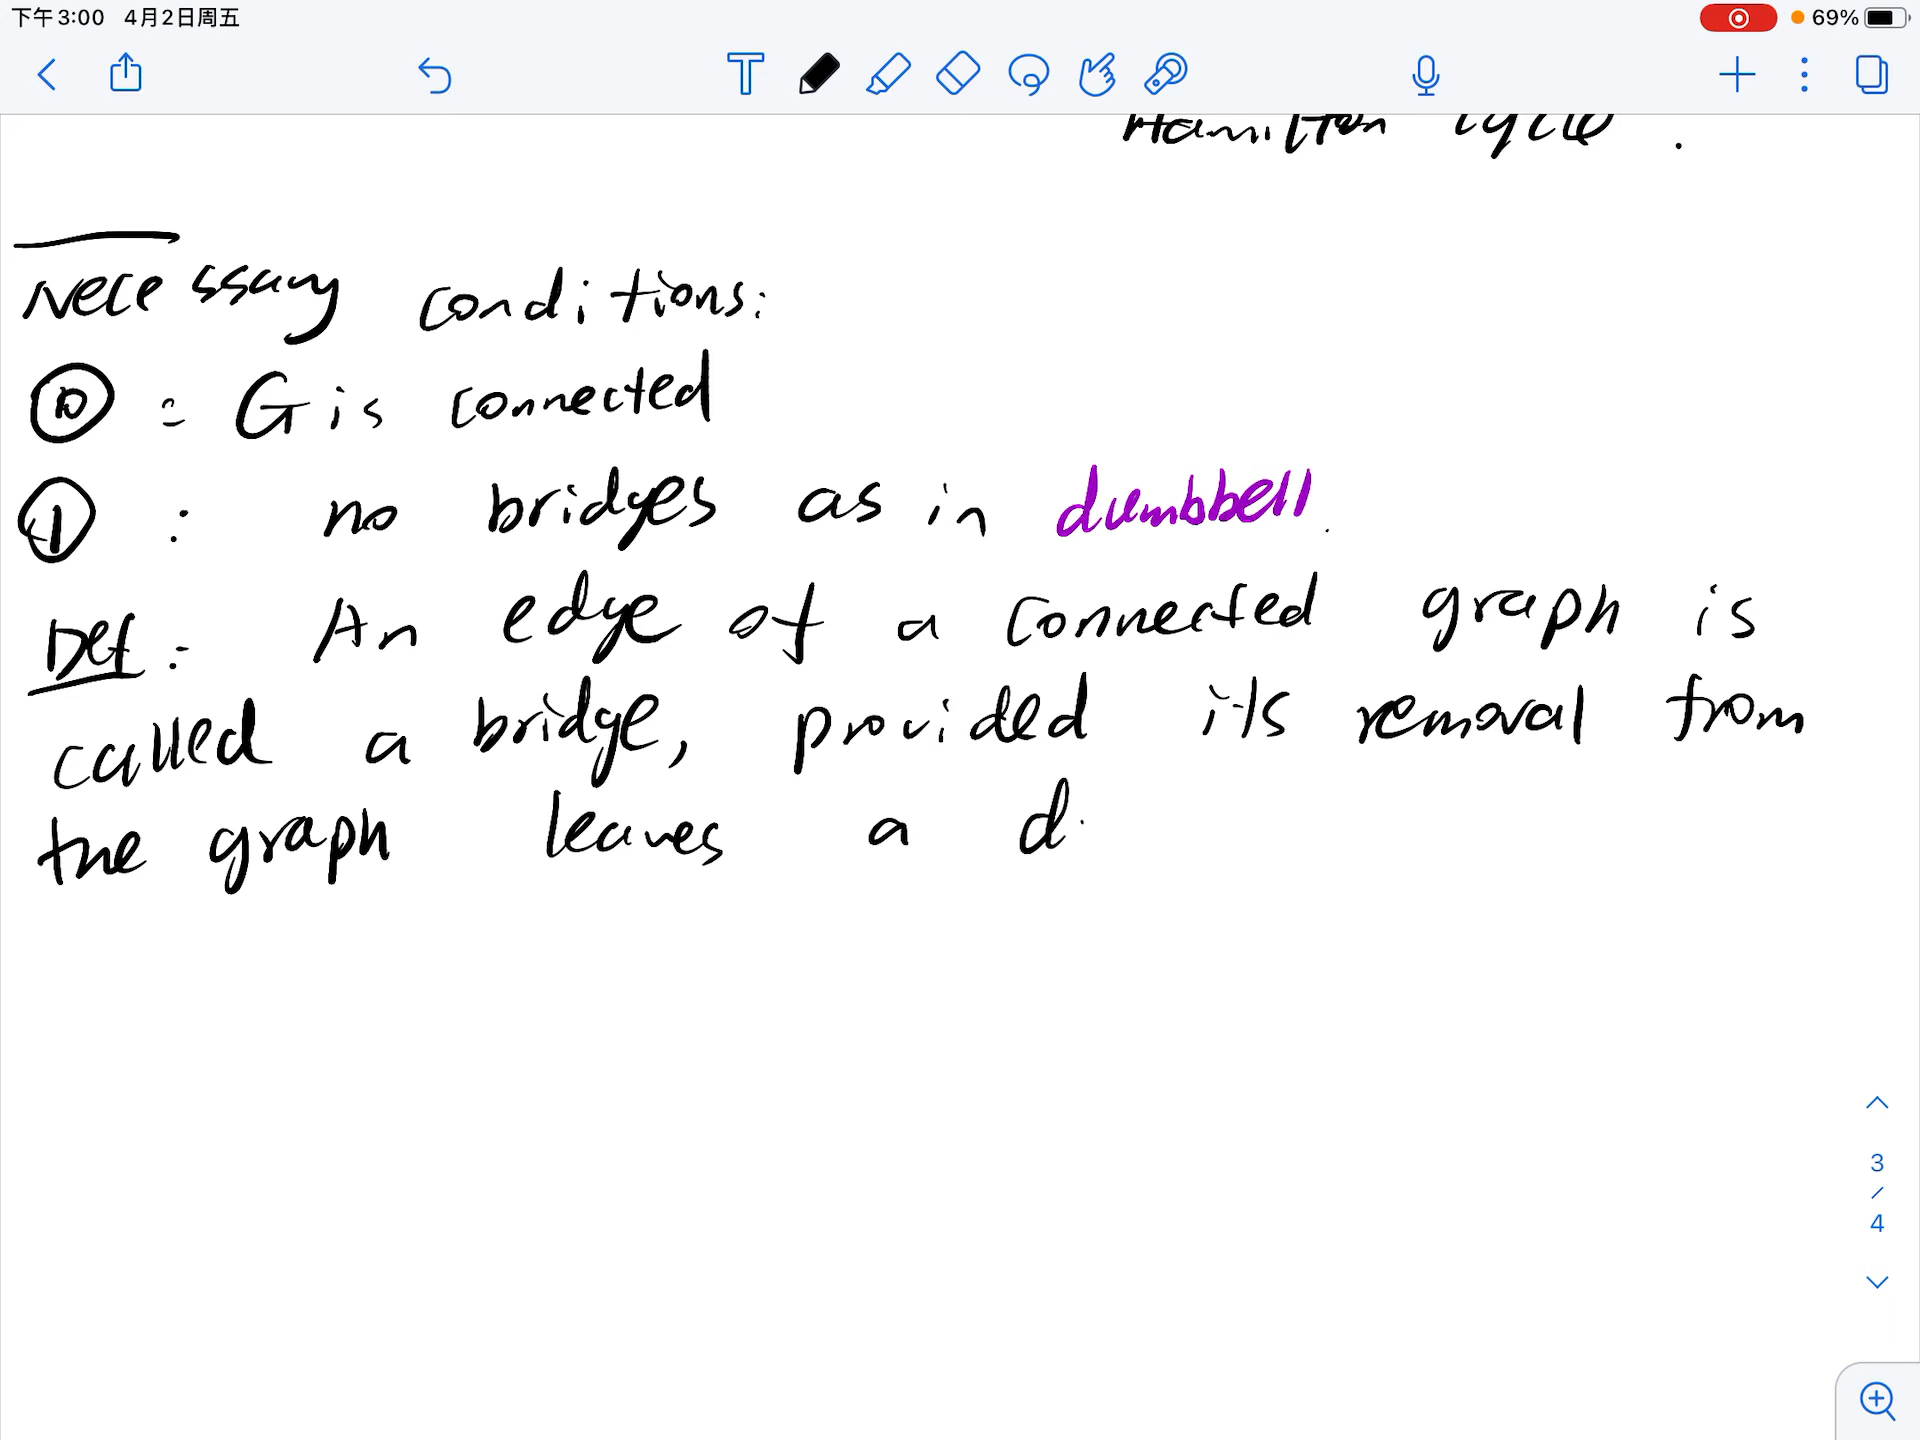 下午3:00 4月2日周五
69%
Hamilton cycle .
Necessary conditions:
⓪ : G is connected
① : no bridges as in dumbbell.
Def : An edge of a connected graph is
called a bridge, provided its removal from
the graph leaves a d
3
/
4